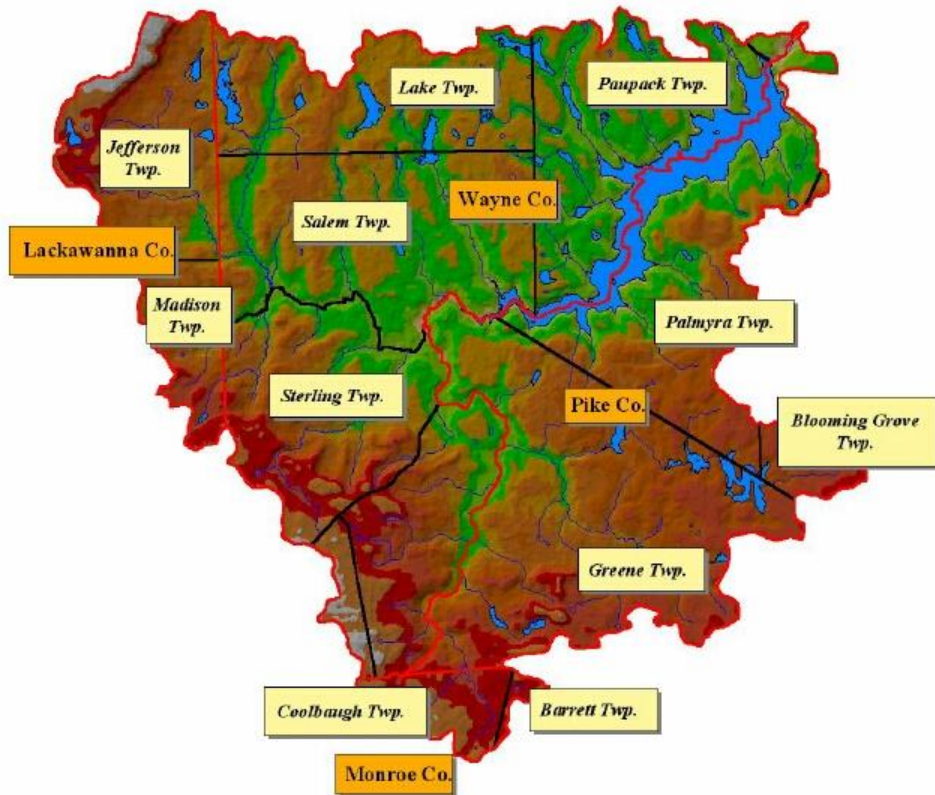 Lake Twp.
Paupack Twp.
Jefferson
Twp.
Wayne Co.
Salem Twp.
Lackawanna Co.
Madison
Twp.
Palmyra Twp.
Sterling Twp.
Pike Co.
Blooming Grove
Twp.
Greene Twp.
Coolbaugh Twp.
Barrett Twp.
Monroe Co.